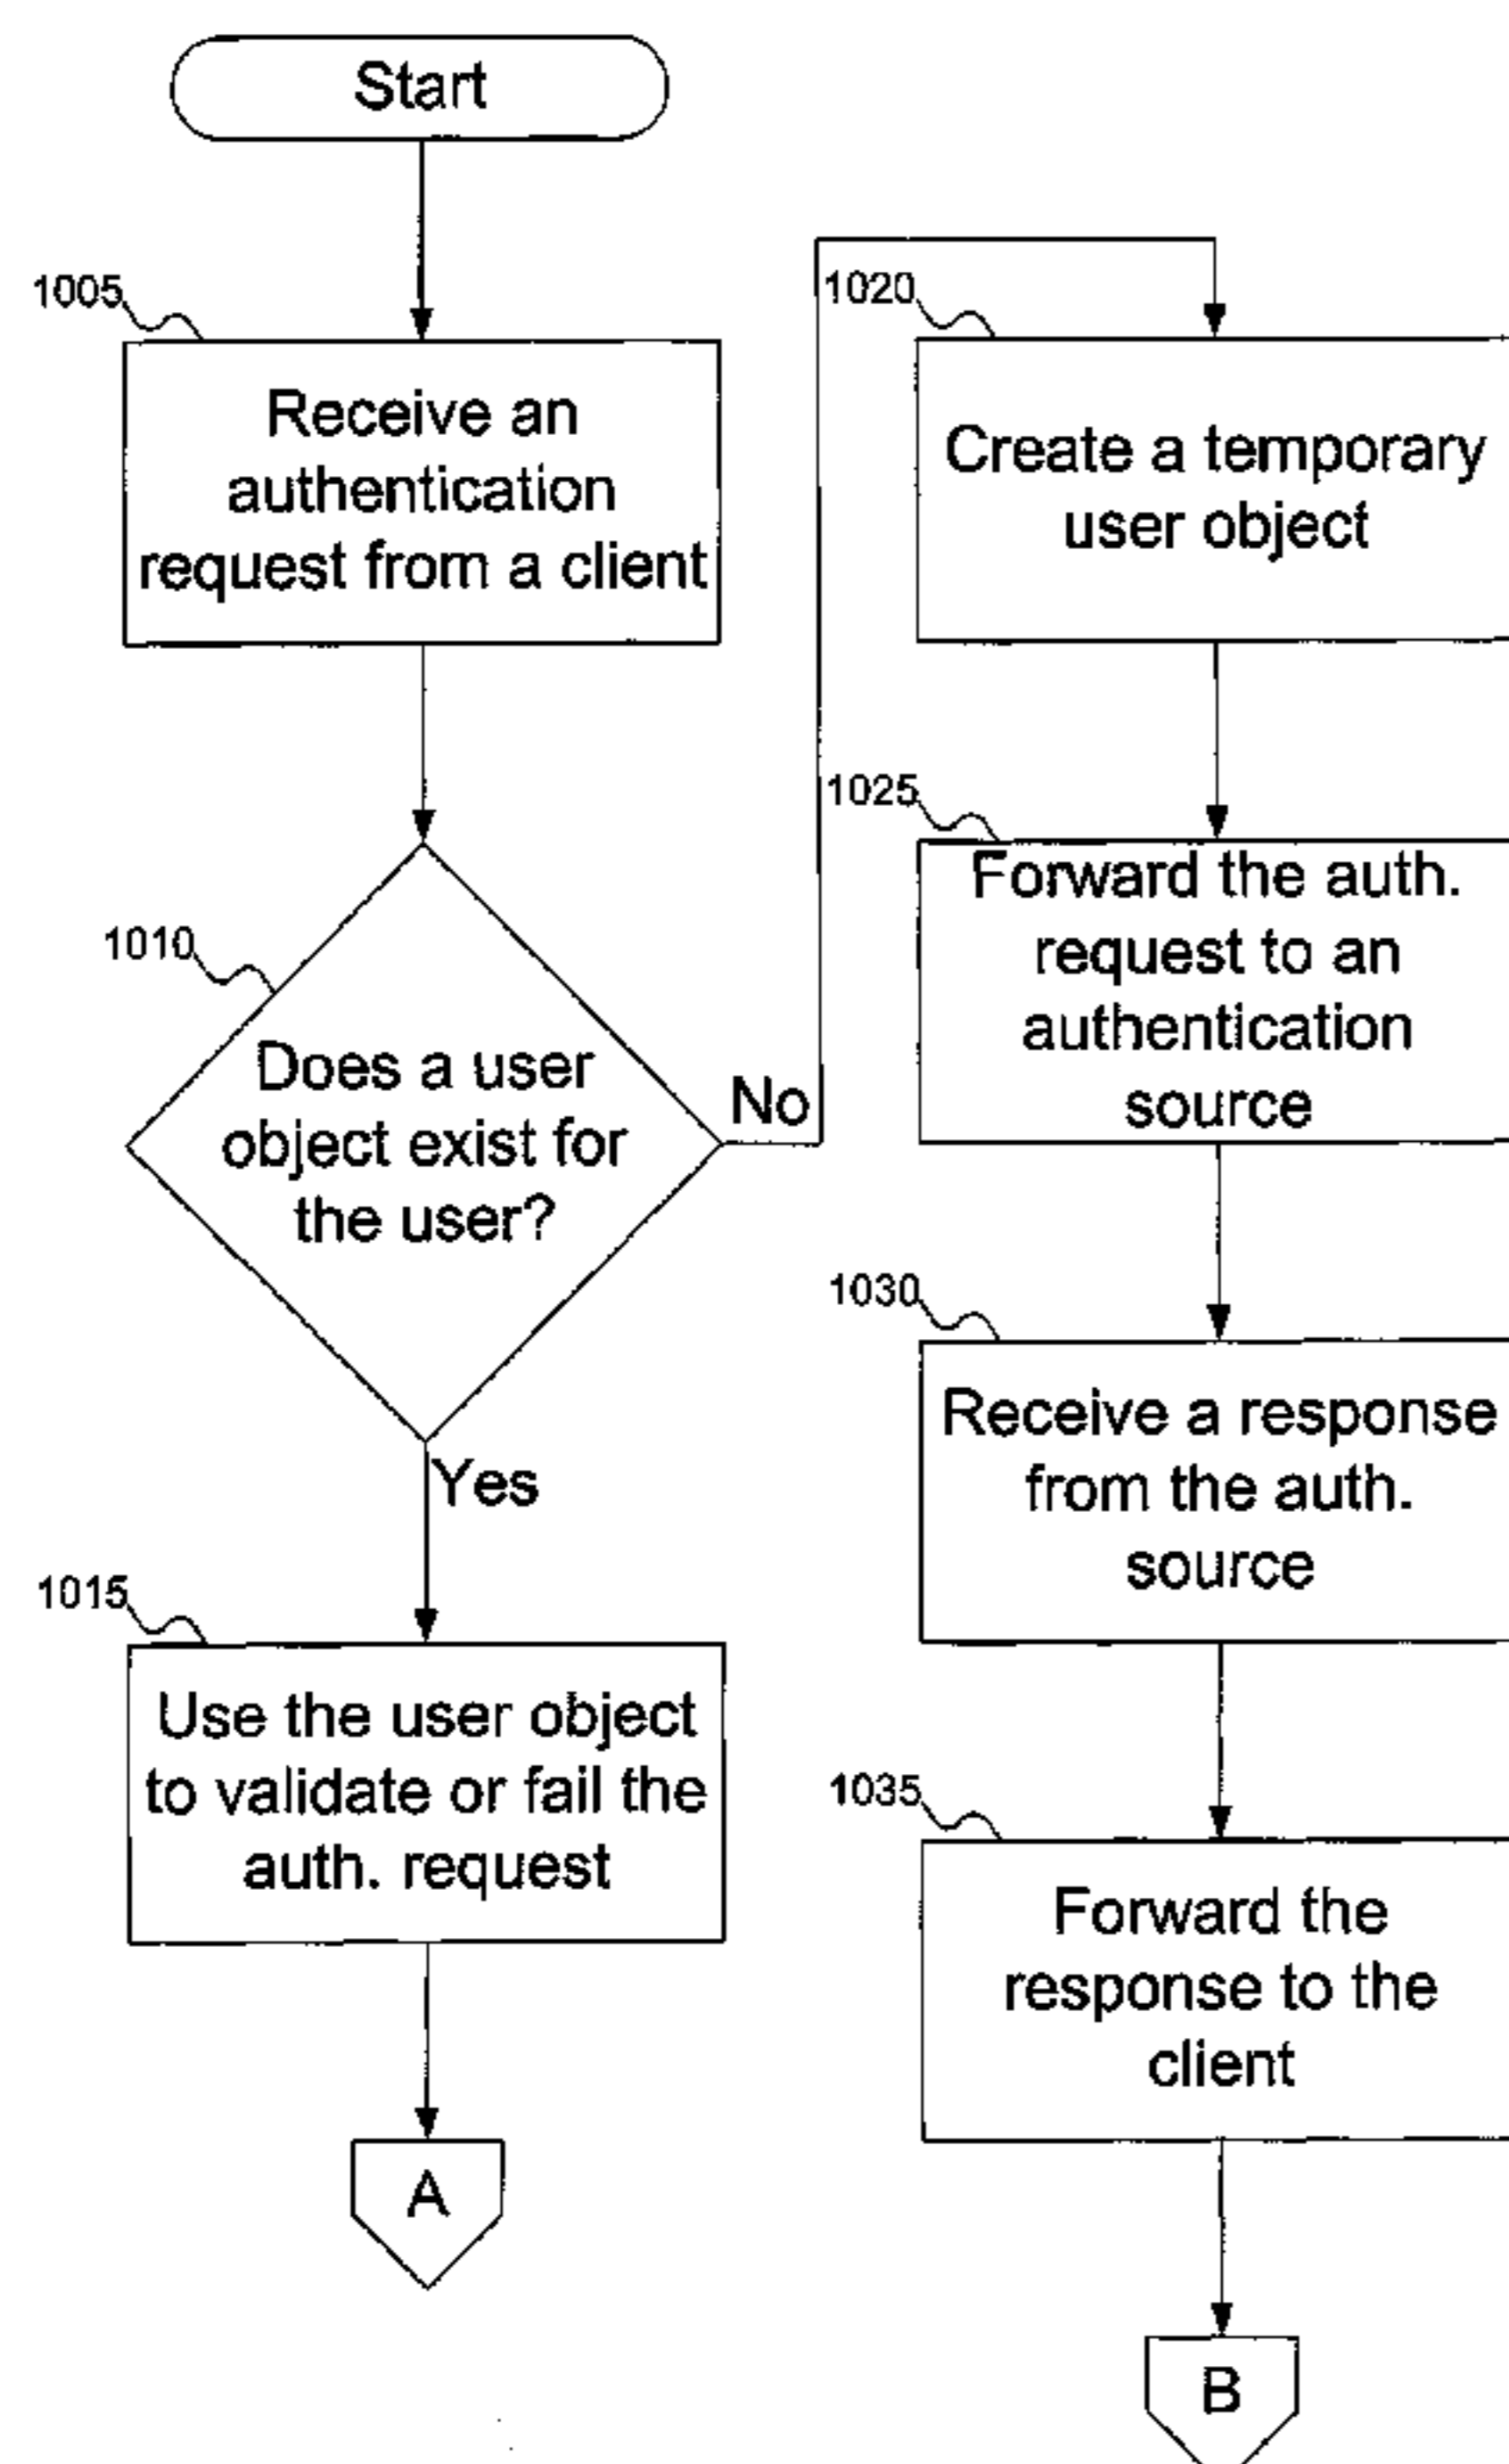 Start
1005
Receive an
authentication
request from a client
1010
Does a user
object exist for
the user?
No
Yes
1015
Use the user object
to validate or fail the
auth. request
A
1020
Create a temporary
user object
1025
Forward the auth.
request to an
authentication
source
1030
Receive a response
from the auth.
source
1035
Forward the
response to the
client
B